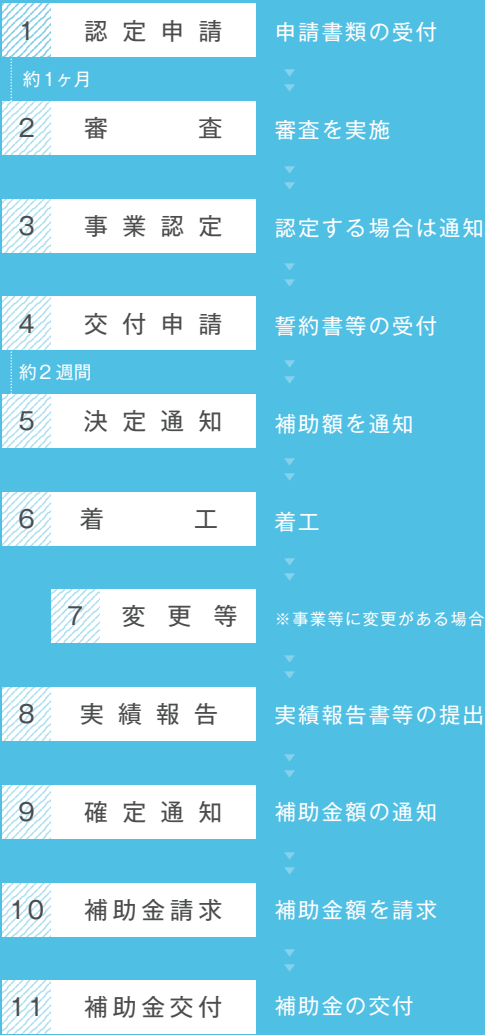 1 認定申請 申請書類の受付
約1ヶ月
2 審査 審査を実施
3 事業認定 認定する場合は通知
4 交付申請 誓約書等の受付
約2週間
5 決定通知 補助額を通知
6 着工 着工
7 変更等 ※事業等に変更がある場合
8 実績報告 実績報告書等の提出
9 確定通知 補助金額の通知
10 補助金請求 補助金額を請求
11 補助金交付 補助金の交付